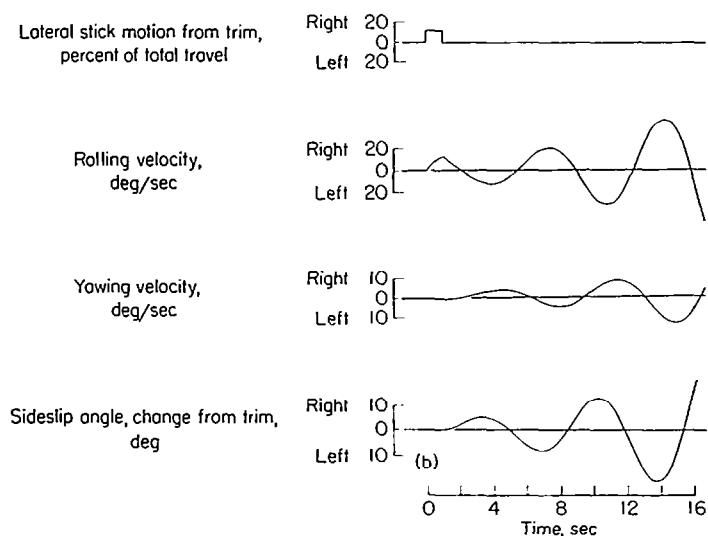 Lateral stick motion from trim,
percent of total travel
Right 20
0
Left 20
Rolling velocity,
deg/sec
Right 20
0
Left 20
Yawing velocity,
deg/sec
Right 10
0
Left 10
Sideslip angle, change from trim,
deg
Right 10
0
Left 10
(b)
0 4 8 12 16
Time, sec